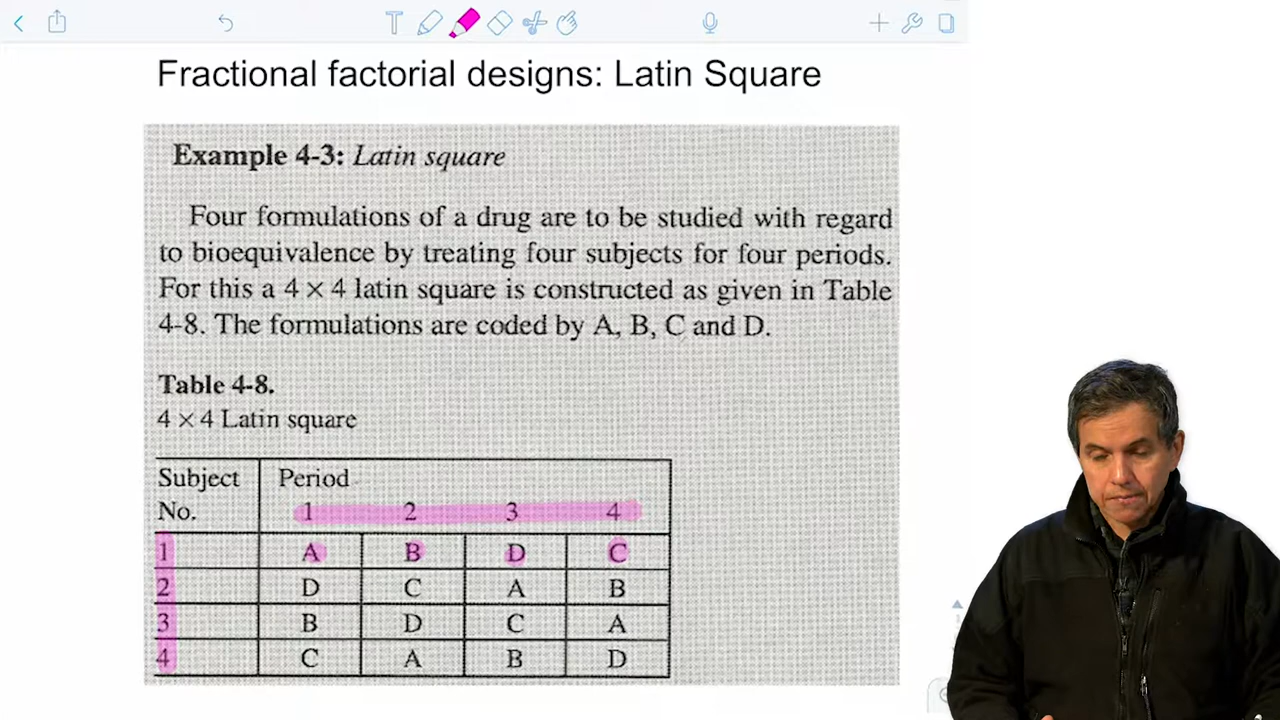 Fractional factorial designs: Latin Square
Example 4-3: Latin square
Four formulations of a drug are to be studied with regard
to bioequivalence by treating four subjects for four periods.
For this a 4 × 4 latin square is constructed as given in Table
4-8. The formulations are coded by A, B, C and D.
Table 4-8.
4 × 4 Latin square
Subject Period
No. 1 2 3 4
1 A B D C
2 D C A B
3 B D C A
4 C A B D